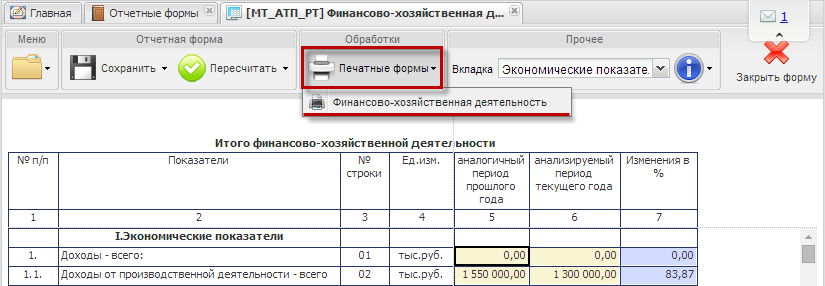 Главная
Отчетные формы
[МТ_АТП_РТ] Финансово-хозяйственная д...
1
Меню
Отчетная форма
Обработки
Прочее
Сохранить
Пересчитать
Печатные формы
Вкладка
Экономические показате.
Закрыть форму
Финансово-хозяйственная деятельность
Итого финансово-хозяйственной деятельности
№ п/п
Показатели
№ строки
Ед.изм.
аналогичный период прошлого года
анализируемый период текущего года
Изменения в %
1 2 3 4 5 6 7
I.Экономические показатели
1. Доходы - всего: 01 тыс.руб. 0,00 0,00 0,00
1.1. Доходы от производственной деятельности - всего 02 тыс.руб. 1 550 000,00 1 300 000,00 83,87